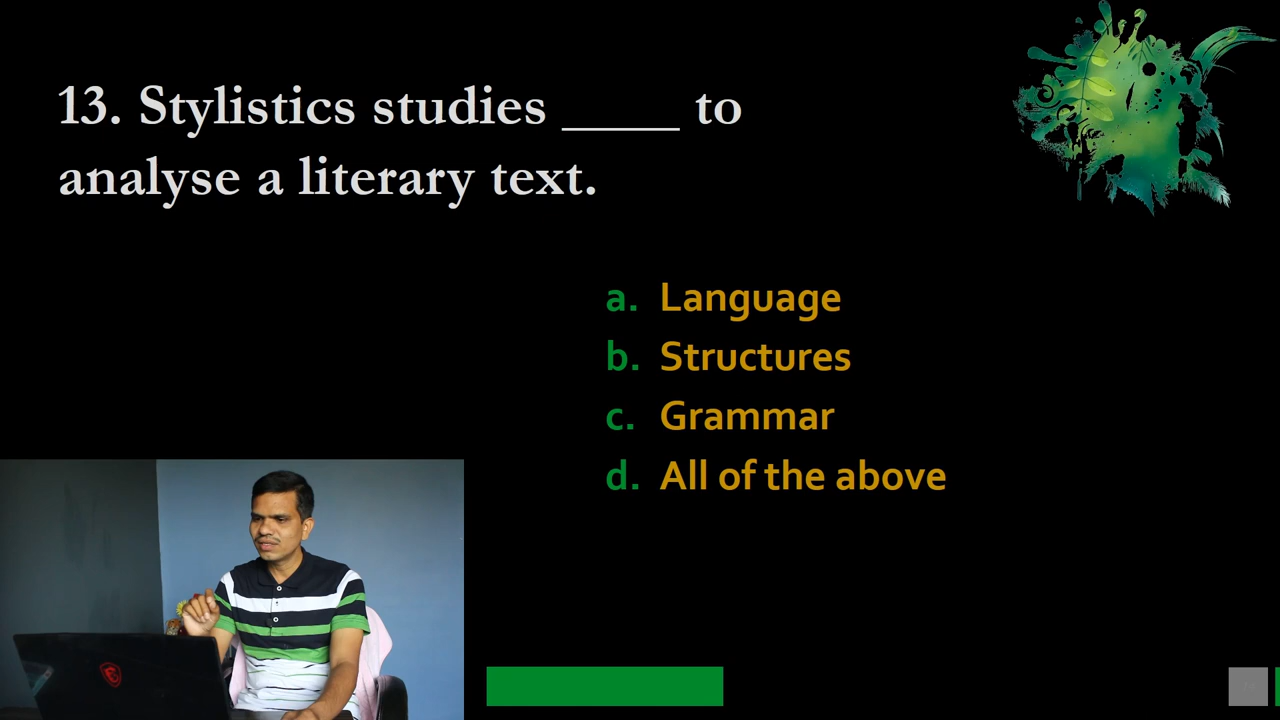 13. Stylistics studies _____ to
analyse a literary text.
a. Language
b. Structures
c. Grammar
d. All of the above